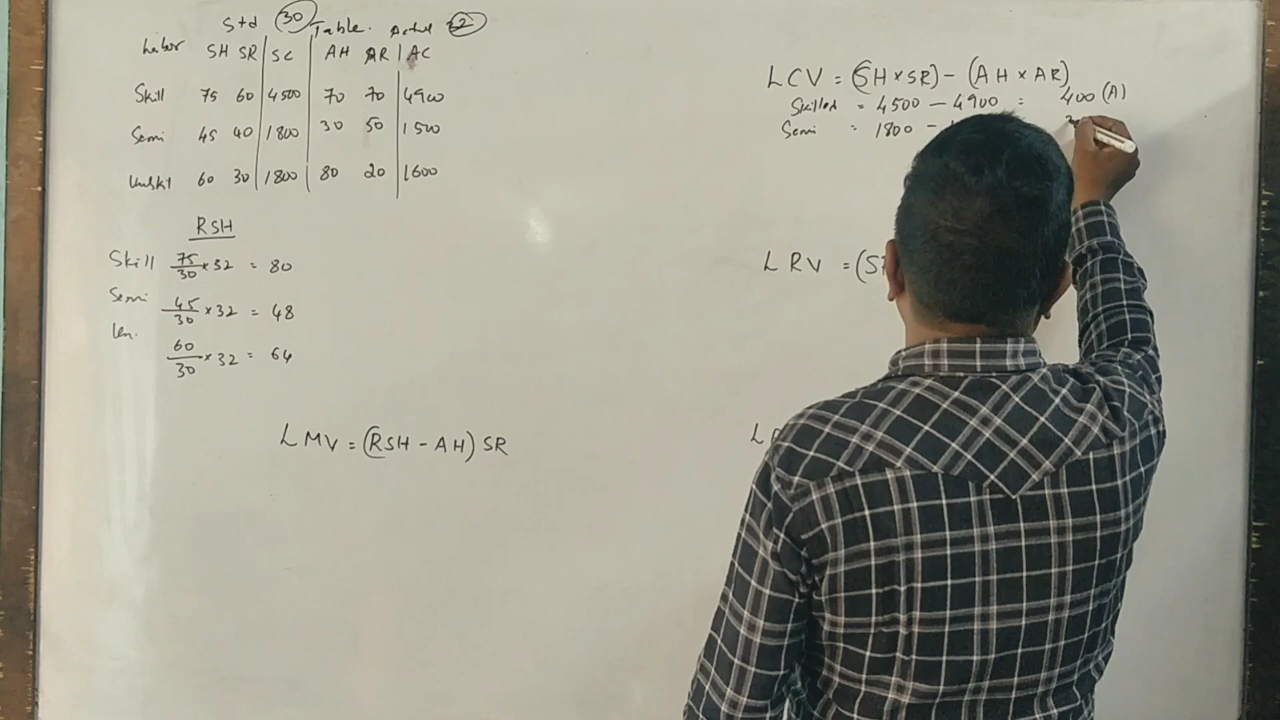 Std 30 Table. Actual 32
Labor SH SR SC AH AR AC
Skill 75 60 4500 70 70 4900
Semi 45 40 1800 30 50 1500
Unskl 60 30 1800 80 20 1600
RSH
Skill 75/30 × 32 = 80
Semi 45/30 × 32 = 48
Un. 60/30 × 32 = 64
LMV = (RSH - AH) SR
LCV = (SH × SR) - (AH × AR)
Skilled = 4500 - 4900 = 400 (A)
Semi = 1800 -
LRV = (S
L